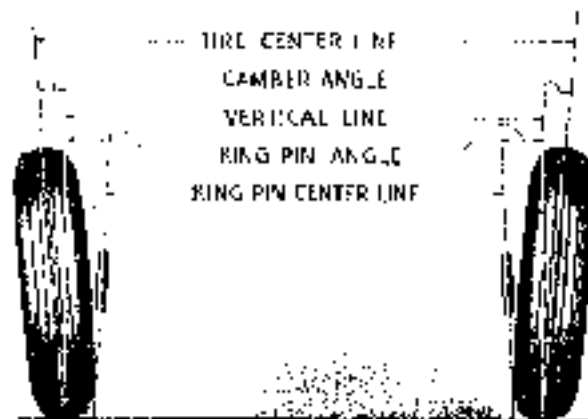 TIRE CENTER LINE
CAMBER ANGLE
VERTICAL LINE
KING PIN ANGLE
KING PIN CENTER LINE